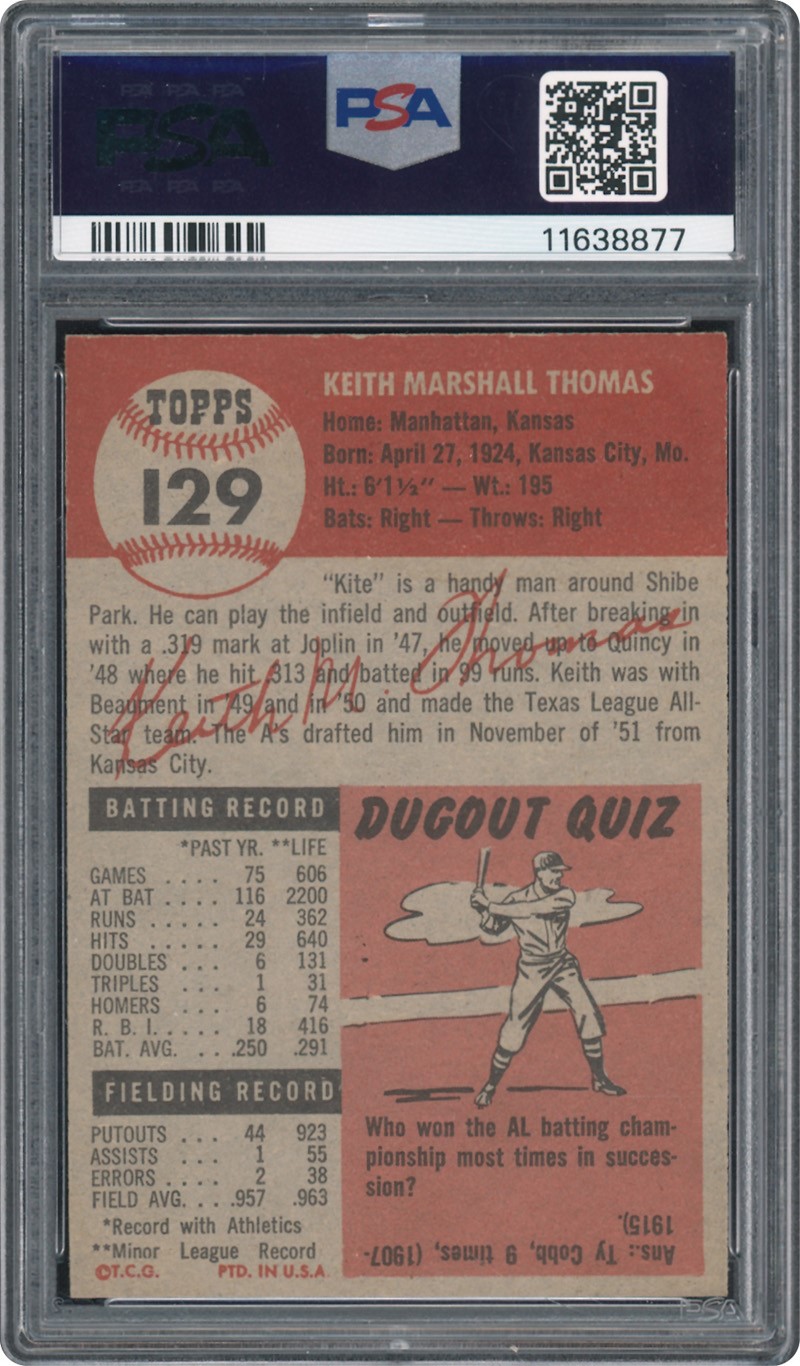 PSA PSA PSA
PSA
PSA PSA PSA
PSA
11638877
TOPPS
129
KEITH MARSHALL THOMAS
Home: Manhattan, Kansas
Born: April 27, 1924, Kansas City, Mo.
Ht.: 6'1½" — Wt.: 195
Bats: Right — Throws: Right
"Kite" is a handy man around Shibe
Park. He can play the infield and outfield. After breaking in
with a .319 mark at Joplin in '47, he moved up to Quincy in
'48 where he hit .313 and batted in 99 runs. Keith was with
Beaumont in '49 and in '50 and made the Texas League All-
Star team. The A's drafted him in November of '51 from
Kansas City.
Keith M. Thomas
BATTING RECORD
*PAST YR. **LIFE
GAMES . . . . 75 606
AT BAT . . . . 116 2200
RUNS . . . . . 24 362
HITS . . . . . 29 640
DOUBLES . . . 6 131
TRIPLES . . . 1 31
HOMERS . . . 6 74
R. B. I. . . . . 18 416
BAT. AVG. . . .250 .291
FIELDING RECORD
PUTOUTS . . . 44 923
ASSISTS . . . 1 55
ERRORS . . . . 2 38
FIELD AVG. . . .957 .963
*Record with Athletics
**Minor League Record
©T.C.G. PTD. IN U.S.A.
DUGOUT QUIZ
Who won the AL batting cham-
pionship most times in succes-
sion?
Ans.: Ty Cobb, 9 times, (1907-
1915).
PSA